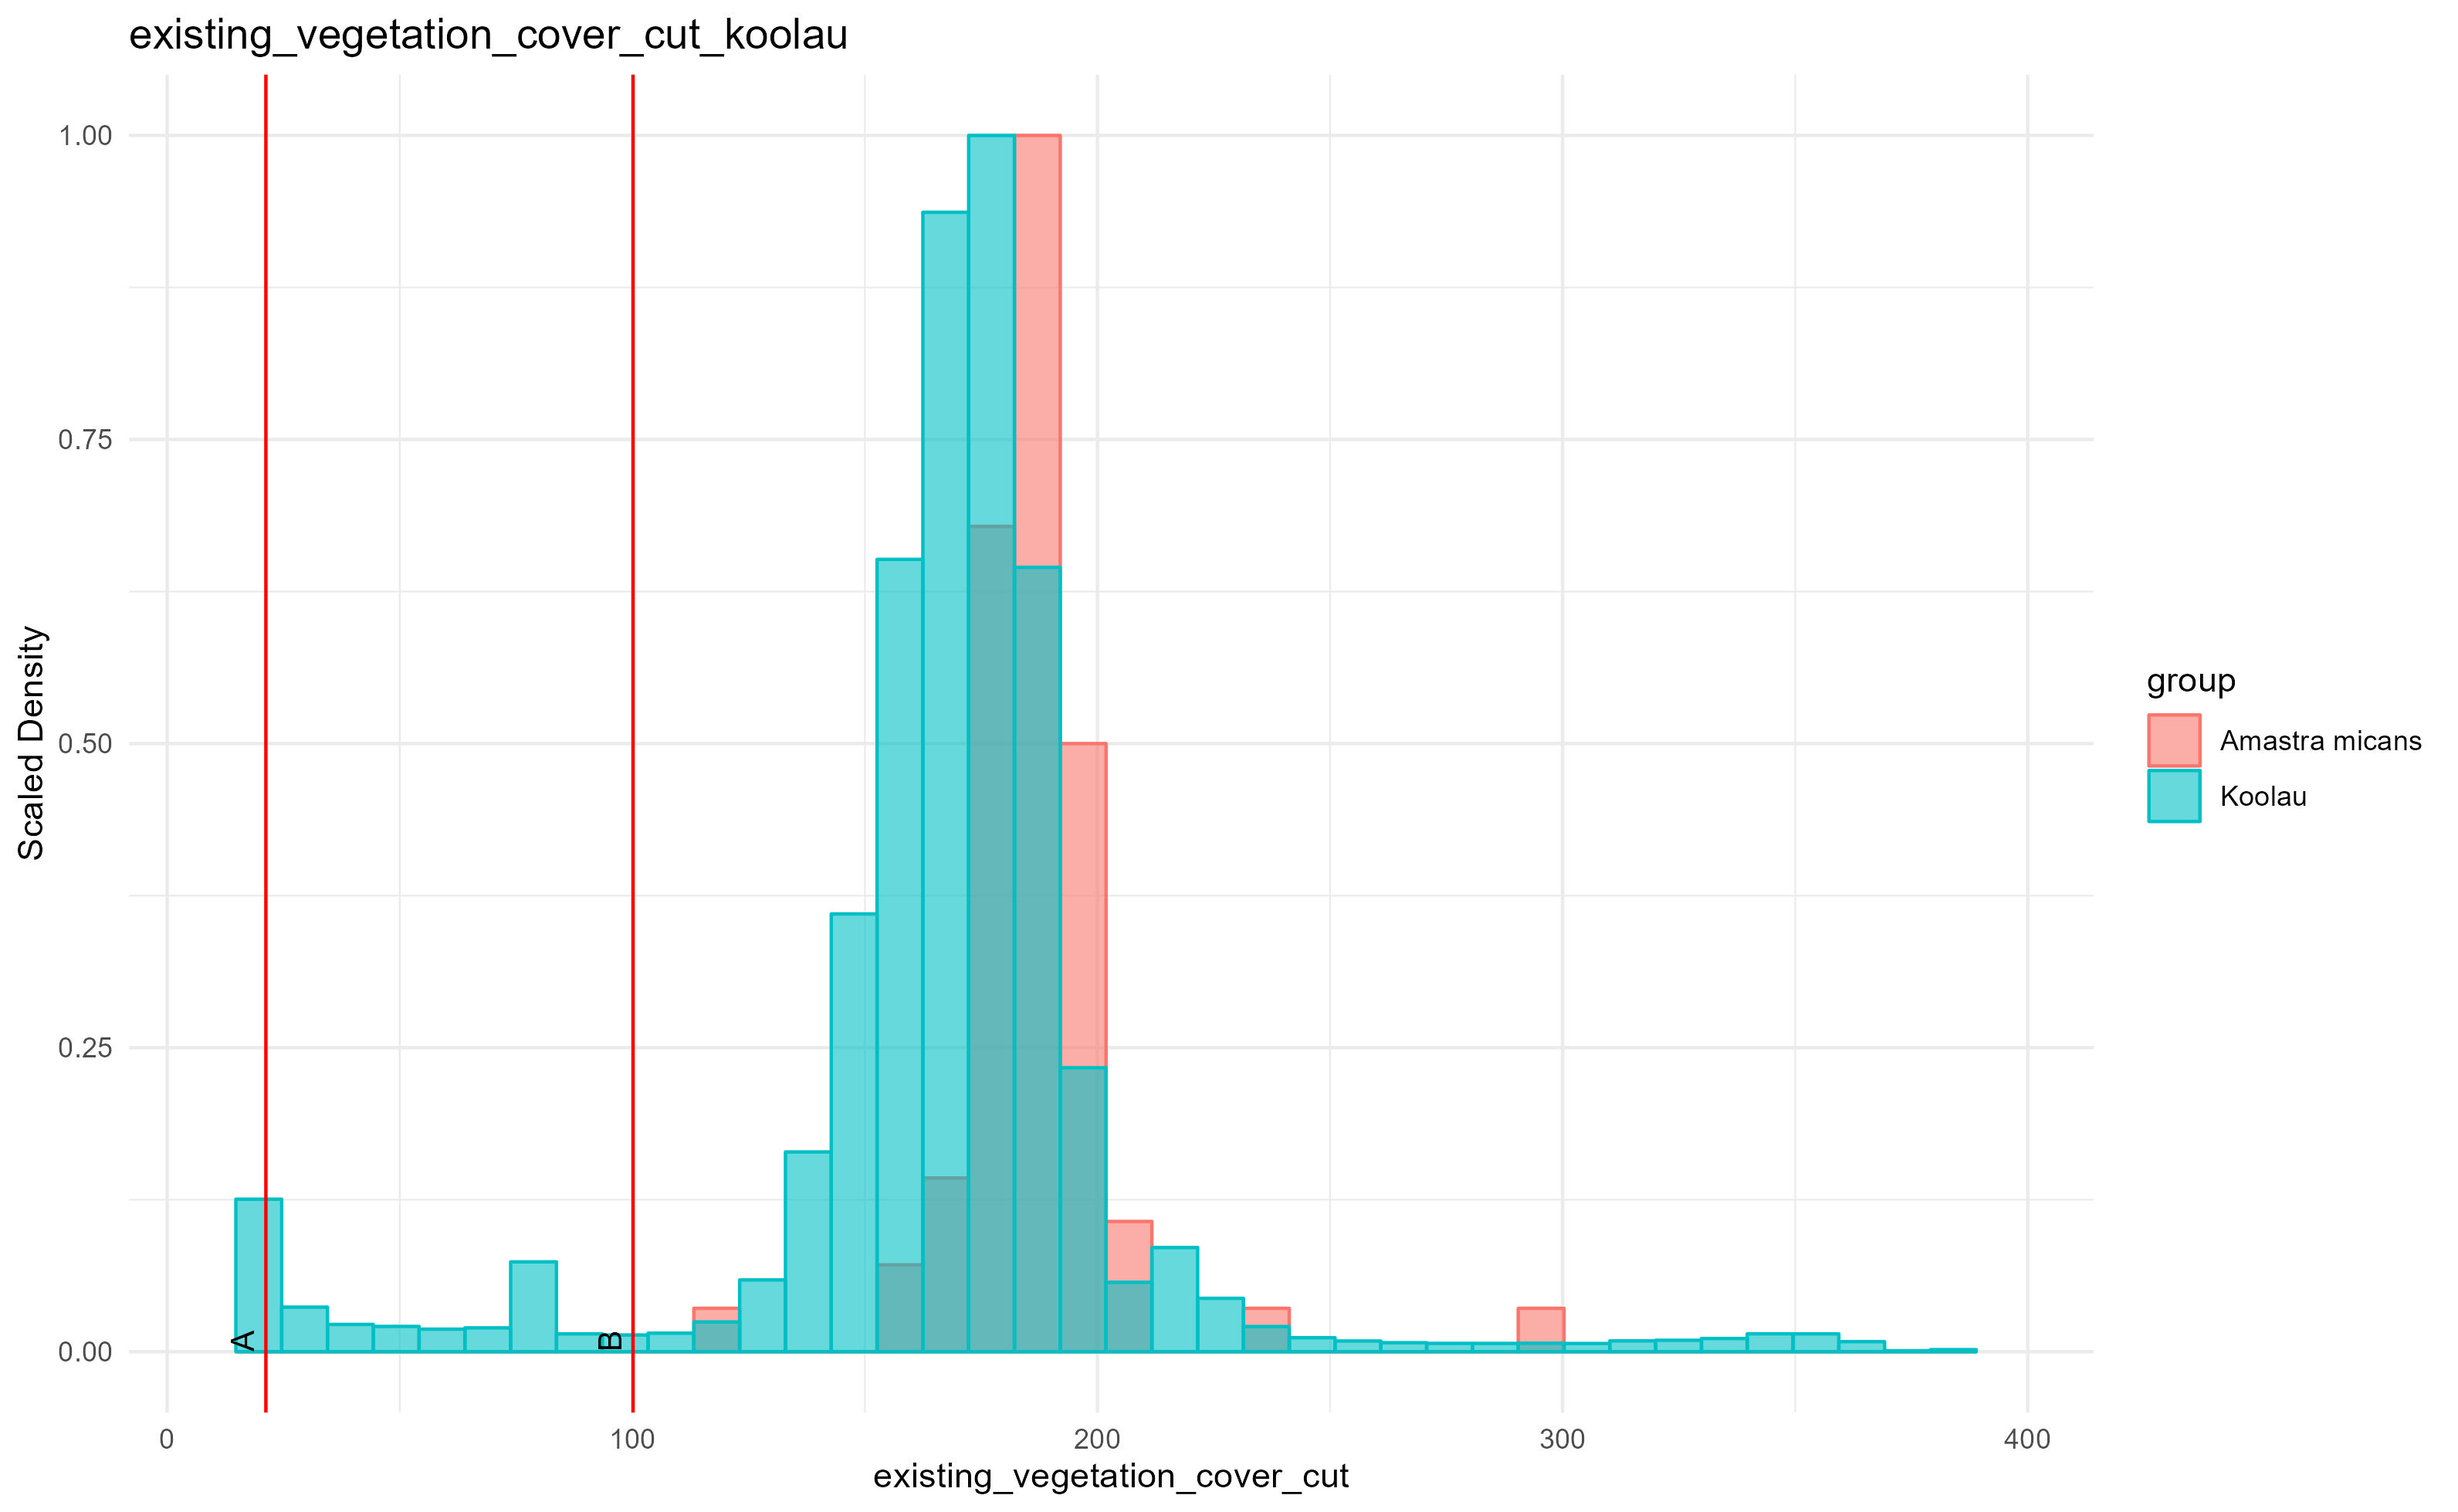 existing_vegetation_cover_cut_koolau
1.00
0.75
0.50
0.25
0.00
Scaled Density
A
B
0
100
200
300
400
existing_vegetation_cover_cut
group
Amastra micans
Koolau